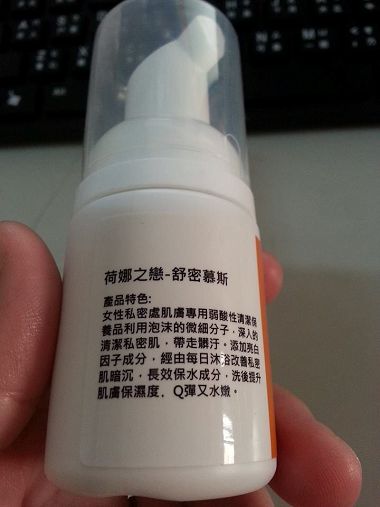 荷娜之戀-舒密慕斯
產品特色:
女性私密處肌膚專用弱酸性清潔保
養品利用泡沫的微細分子，深入的
清潔私密肌，帶走髒汙。添加亮白
因子成分，經由每日沐浴改善私密
肌暗沉，長效保水成分，洗後提升
肌膚保濕度，Q彈又水嫩。